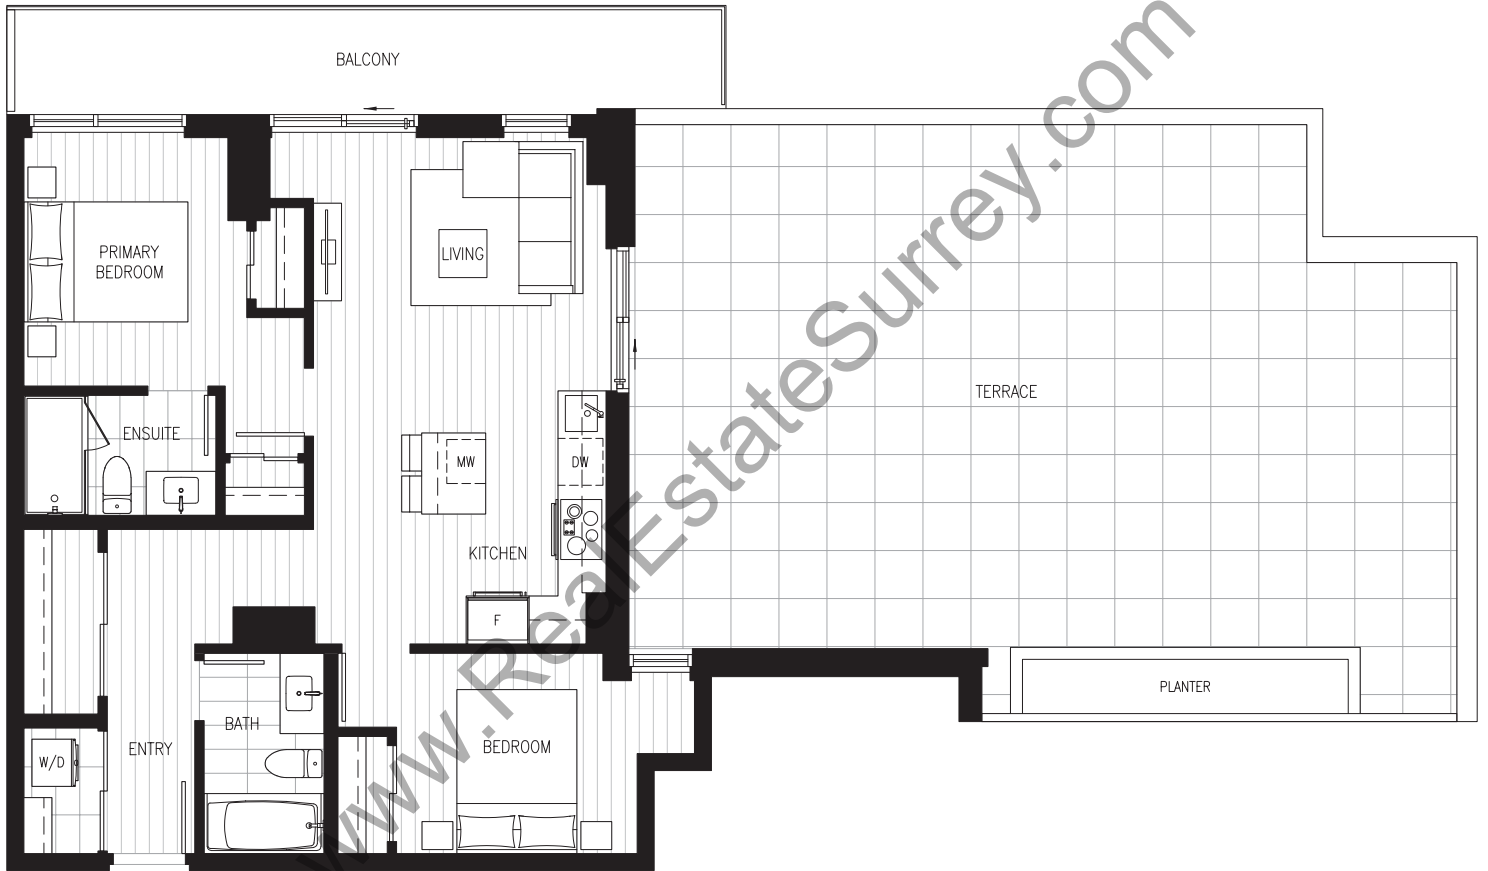 BALCONY
PRIMARY
BEDROOM
LIVING
TERRACE
ENSUITE
MW
DW
KITCHEN
F
PLANTER
BATH
ENTRY
BEDROOM
W/D
www.RealEstateSurrey.com